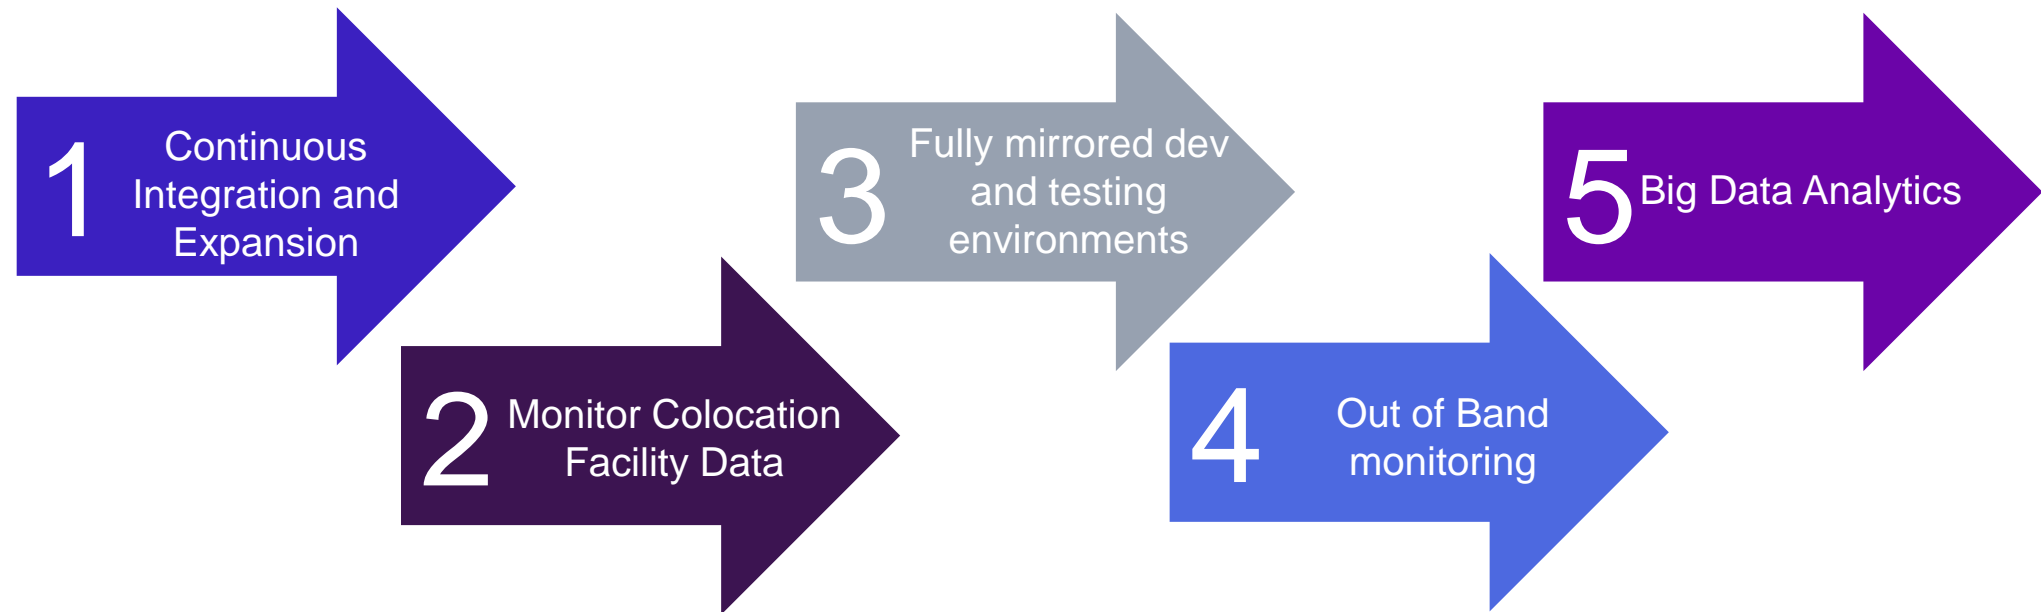 1
Continuous
Integration and
Expansion
2
Monitor Colocation
Facility Data
3
Fully mirrored dev
and testing
environments
4
Out of Band
monitoring
5
Big Data Analytics